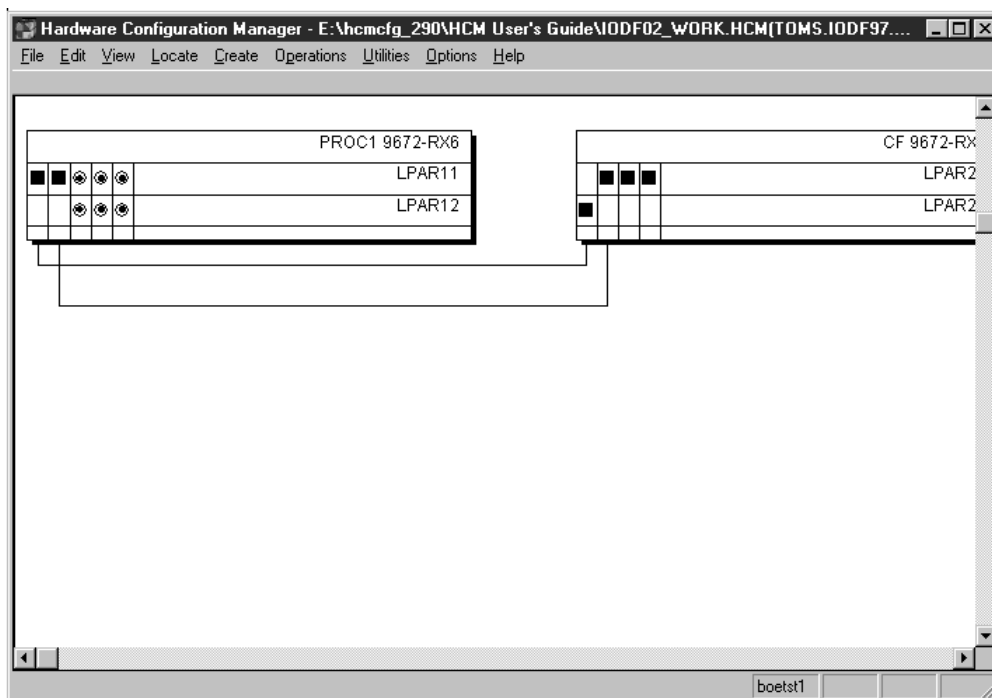 Hardware Configuration Manager - E:\hcmcfg_290\HCM User's Guide\IODF02_WORK.HCM(TOMS.IODF97....
File Edit View Locate Create Operations Utilities Options Help
PROC1 9672-RX6
LPAR11
LPAR12
CF 9672-RX
LPAR2
LPAR2
boetst1